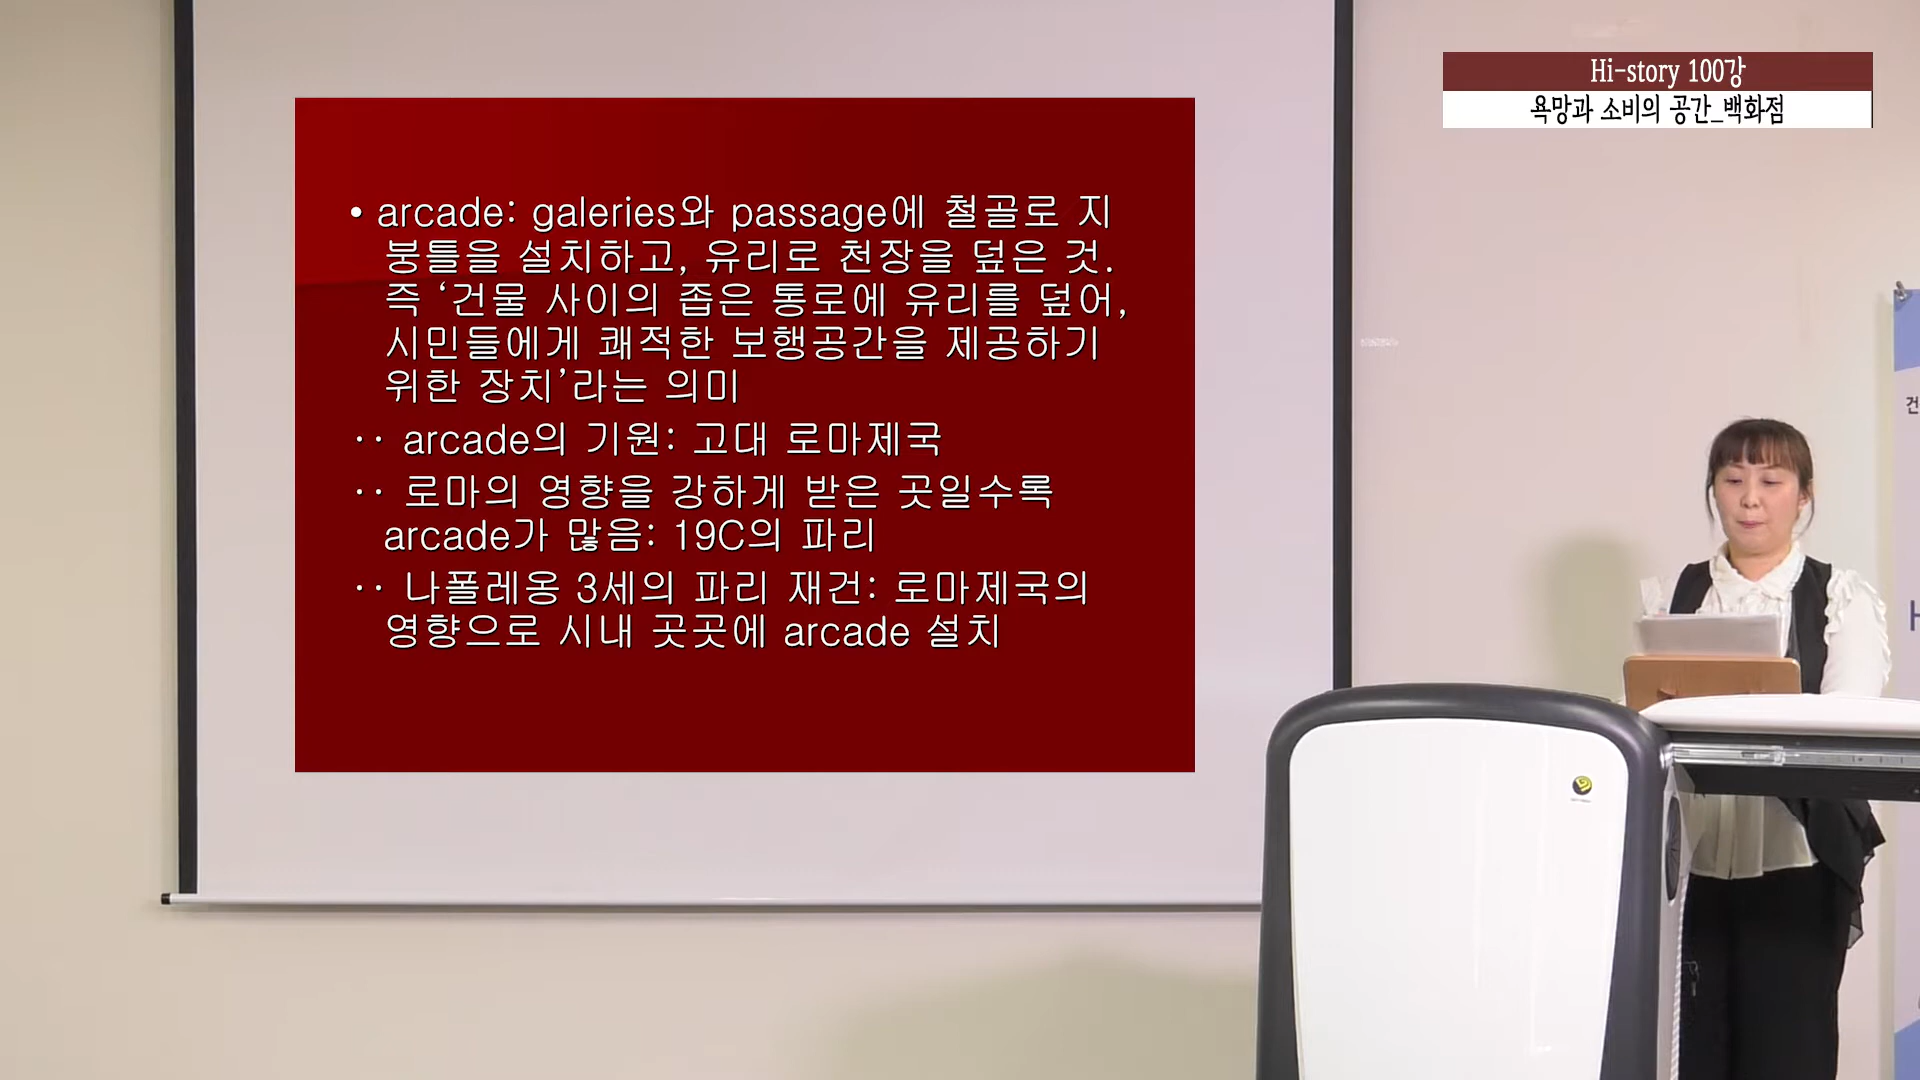 Hi-story 100강
욕망과 소비의 공간_백화점
• arcade: galeries와 passage에 철골로 지
붕틀을 설치하고, 유리로 천장을 덮은 것.
즉 ‘건물 사이의 좁은 통로에 유리를 덮어,
시민들에게 쾌적한 보행공간을 제공하기
위한 장치’라는 의미
·· arcade의 기원: 고대 로마제국
·· 로마의 영향을 강하게 받은 곳일수록
arcade가 많음: 19C의 파리
·· 나폴레옹 3세의 파리 재건: 로마제국의
영향으로 시내 곳곳에 arcade 설치
건
H